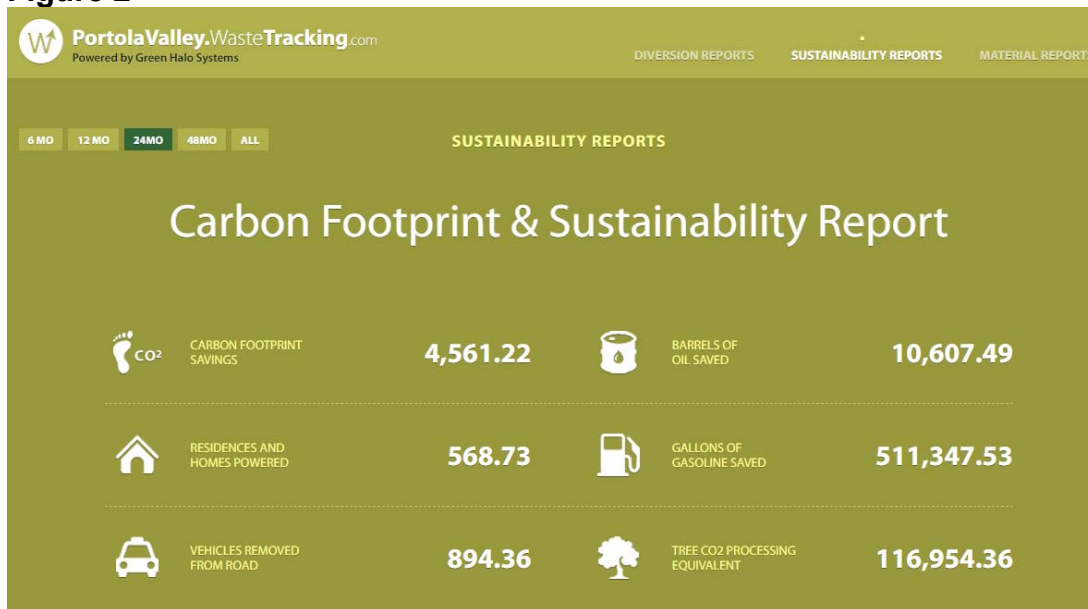 PortolaValley.WasteTracking.com
Powered by Green Halo Systems
DIVERSION REPORTS SUSTAINABILITY REPORTS MATERIAL REPORTS
6 MO 12 MO 24MO 48MO ALL
SUSTAINABILITY REPORTS
Carbon Footprint & Sustainability Report
CO²
CARBON FOOTPRINT
SAVINGS
4,561.22
BARRELS OF
OIL SAVED
10,607.49
RESIDENCES AND
HOMES POWERED
568.73
GALLONS OF
GASOLINE SAVED
511,347.53
VEHICLES REMOVED
FROM ROAD
894.36
TREE CO2 PROCESSING
EQUIVALENT
116,954.36